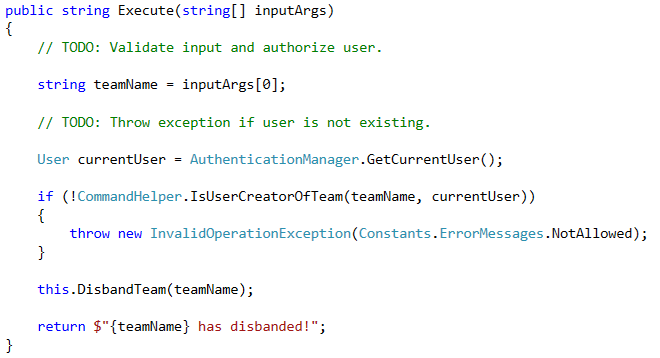 public string Execute(string[] inputArgs)
{
    // TODO: Validate input and authorize user.
    string teamName = inputArgs[0];
    // TODO: Throw exception if user is not existing.
    User currentUser = AuthenticationManager.GetCurrentUser();
    if (!CommandHelper.IsUserCreatorOfTeam(teamName, currentUser))
    {
        throw new InvalidOperationException(Constants.ErrorMessages.NotAllowed);
    }
    this.DisbandTeam(teamName);
    return $"{teamName} has disbanded!";
}